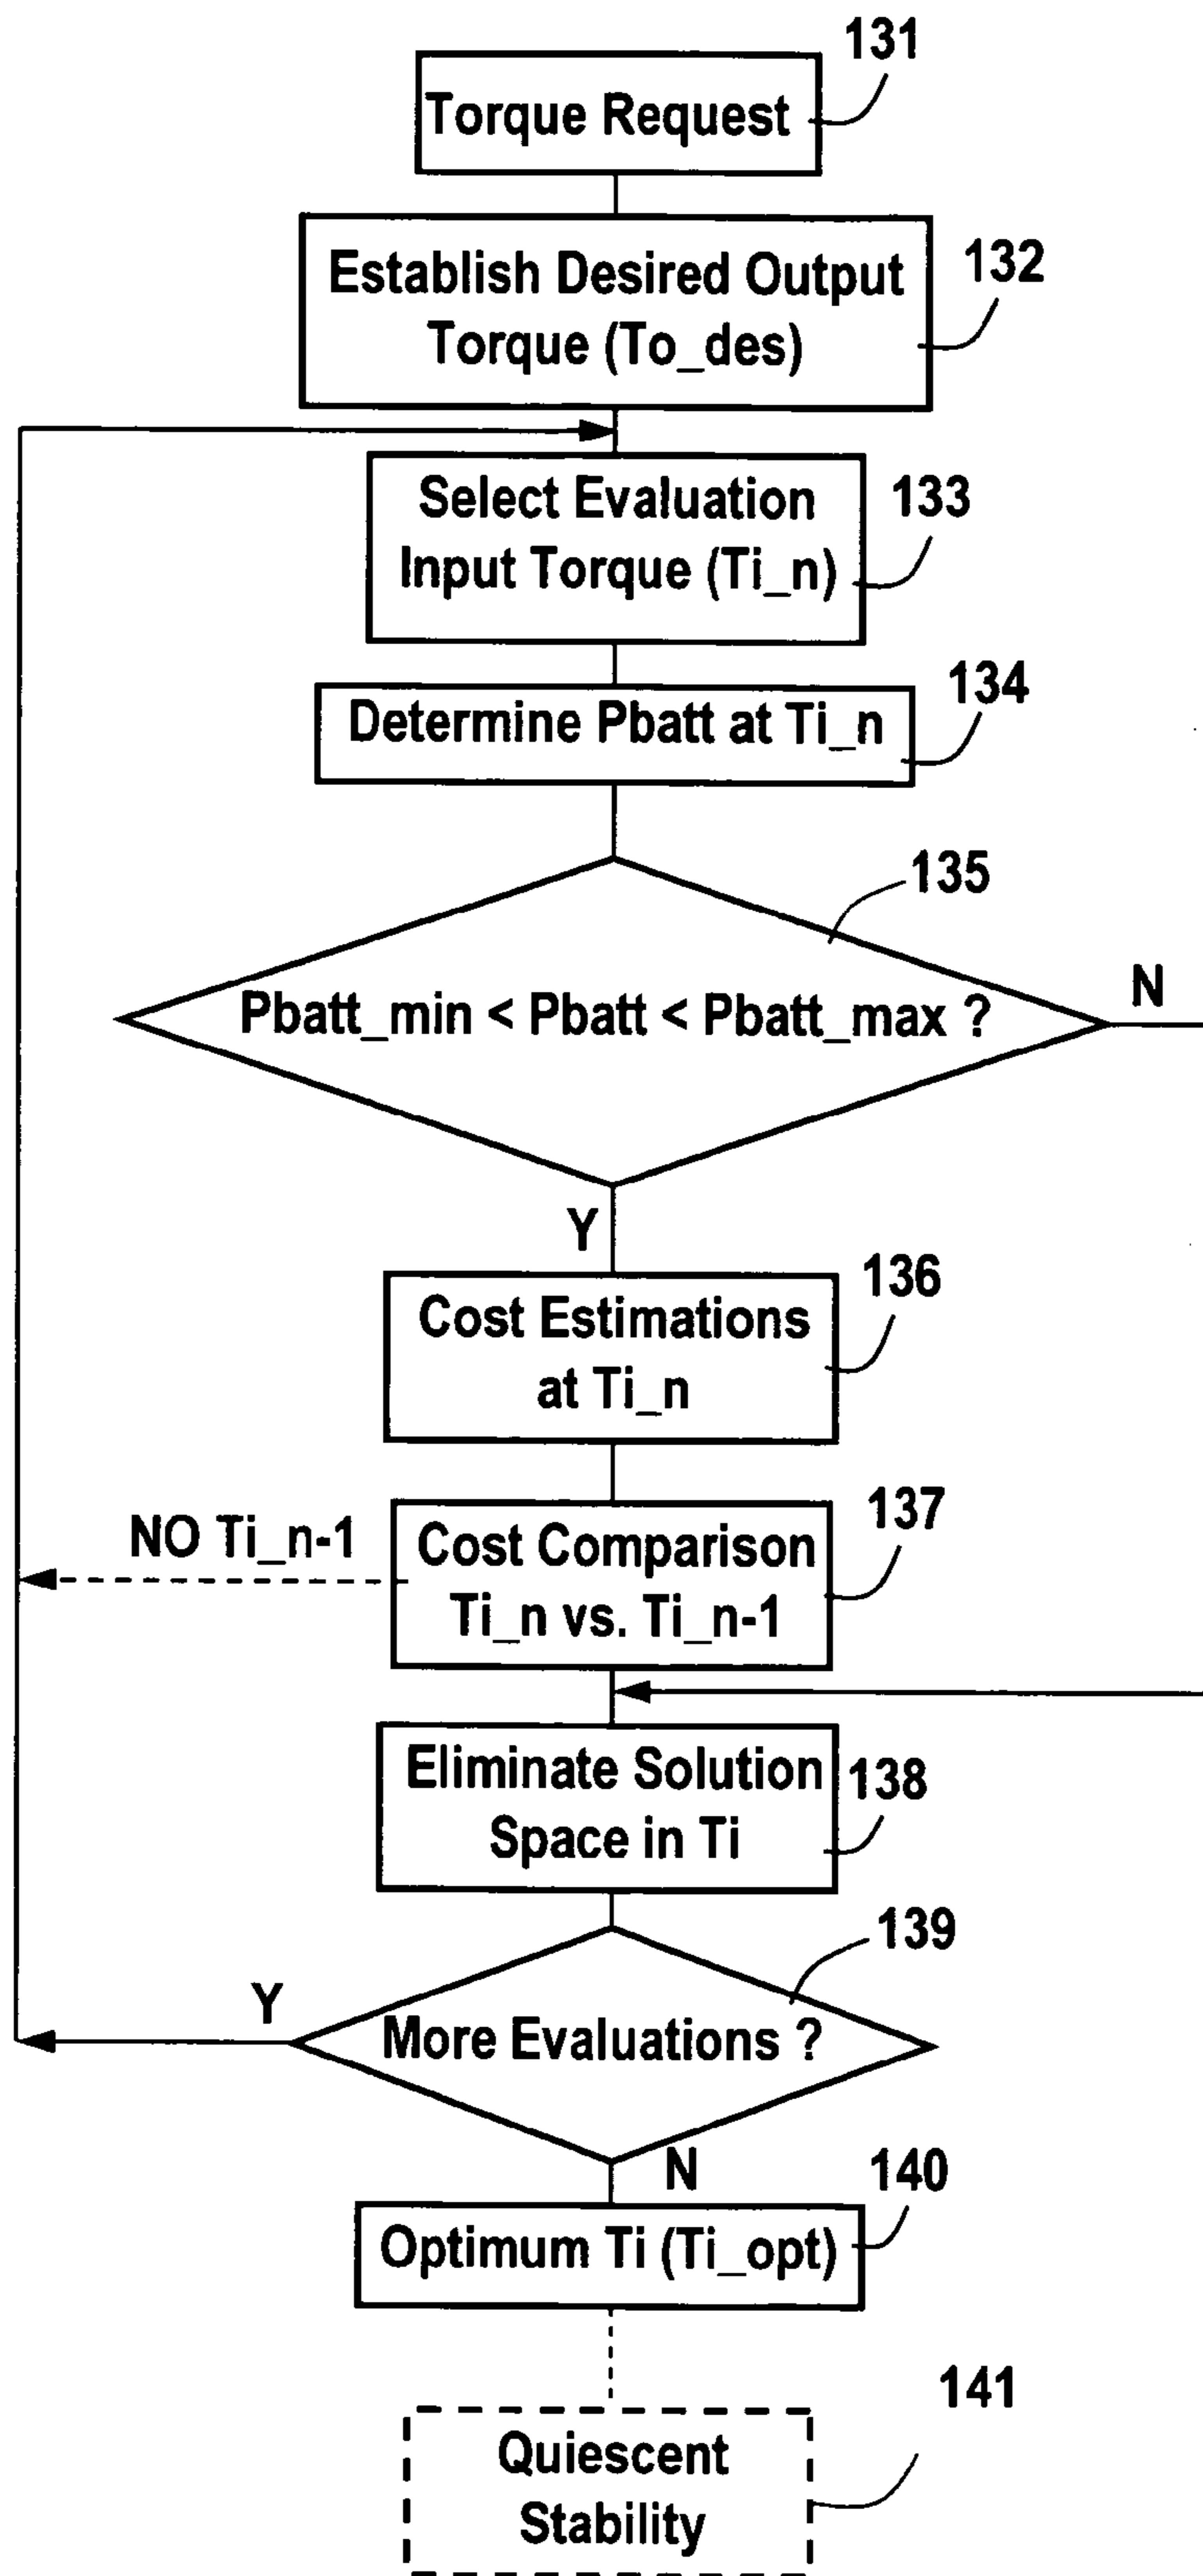 131
Torque Request
Establish Desired Output
Torque (To_des)
132
Select Evaluation
Input Torque (Ti_n)
133
Determine Pbatt at Ti_n
134
135
Pbatt_min < Pbatt < Pbatt_max ?
N
Y
Cost Estimations
at Ti_n
136
NO Ti_n-1
Cost Comparison
Ti_n vs. Ti_n-1
137
Eliminate Solution
Space in Ti
138
139
Y
More Evaluations ?
N
140
Optimum Ti (Ti_opt)
141
Quiescent
Stability